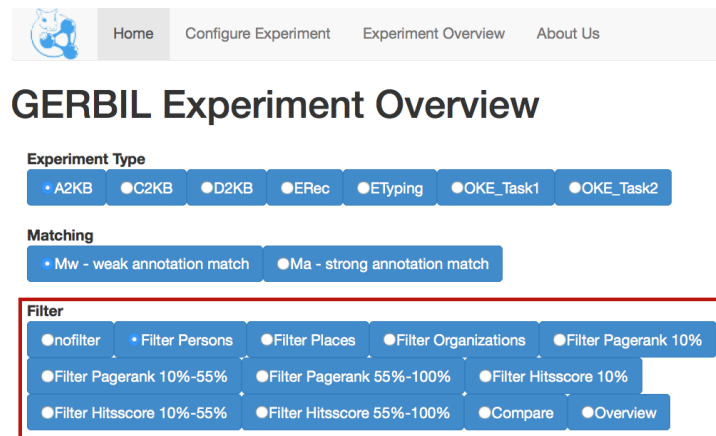 Home Configure Experiment Experiment Overview About Us
GERBIL Experiment Overview
Experiment Type
A2KB C2KB D2KB ERec ETyping OKE_Task1 OKE_Task2
Matching
Mw - weak annotation match Ma - strong annotation match
Filter
nofilter Filter Persons Filter Places Filter Organizations Filter Pagerank 10%
Filter Pagerank 10%-55% Filter Pagerank 55%-100% Filter Hitsscore 10%
Filter Hitsscore 10%-55% Filter Hitsscore 55%-100% Compare Overview